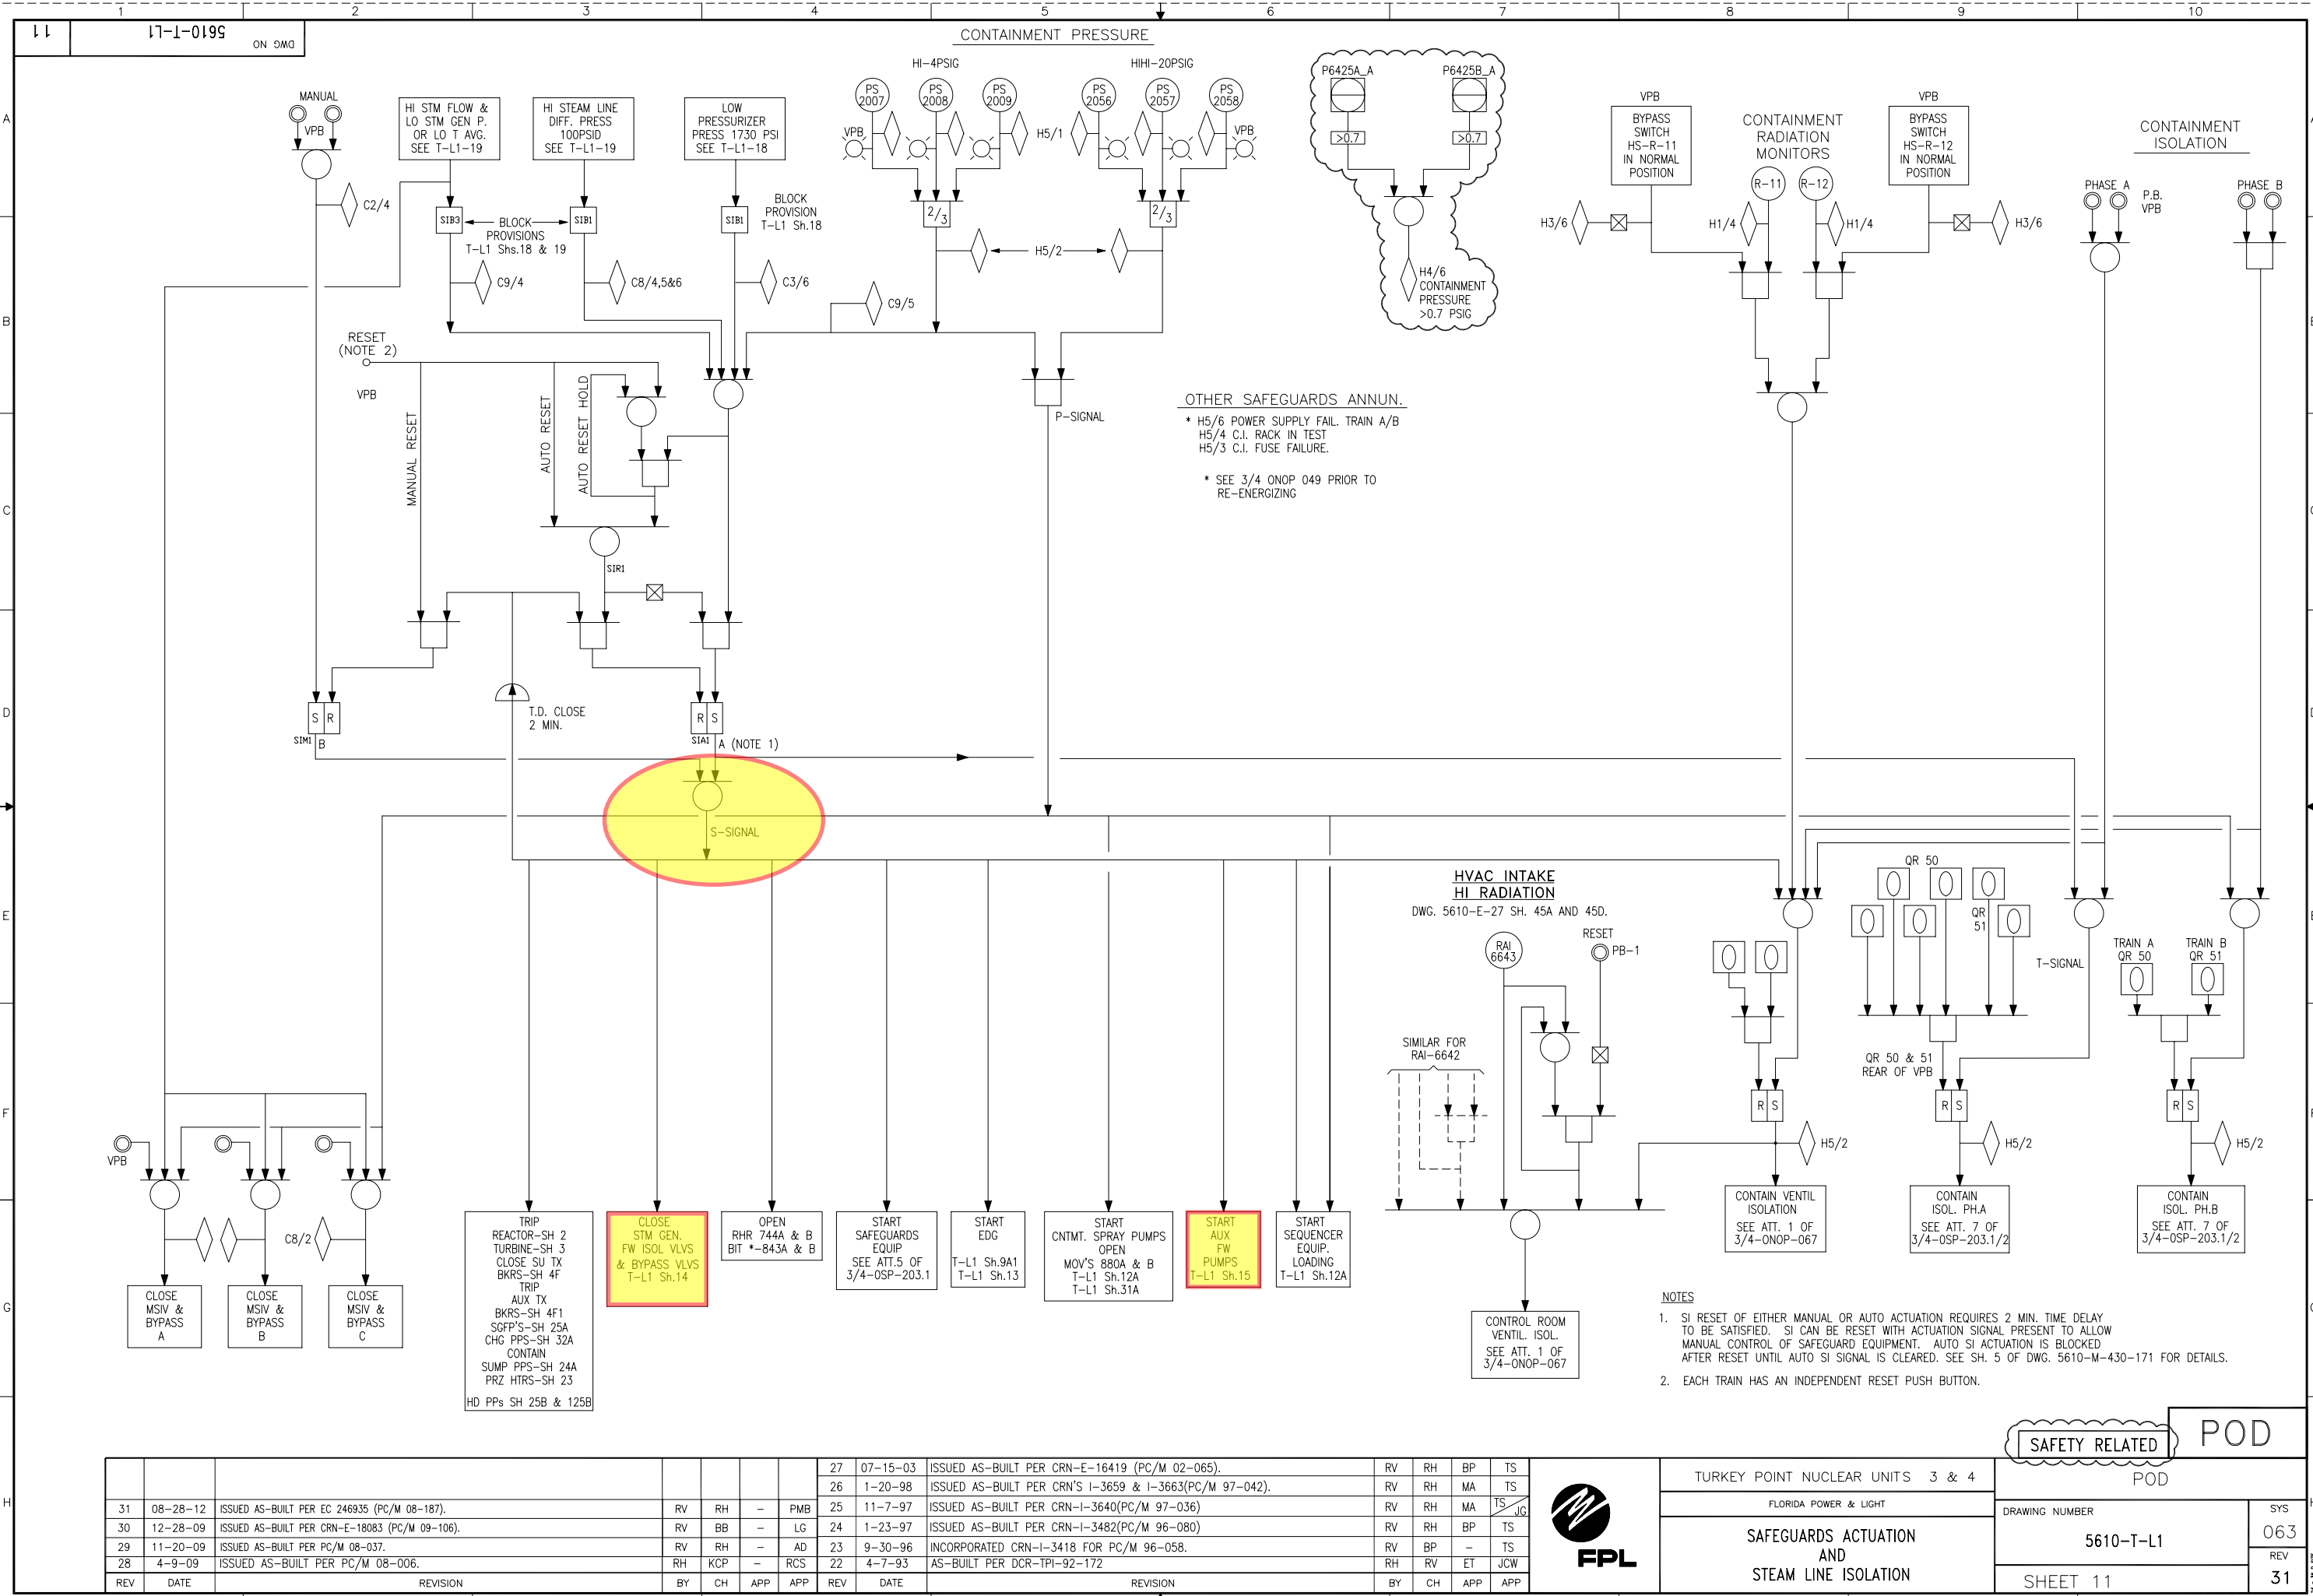 1 2 3 4 5 6 7 8 9 10
11
5610-T-L1
DWG NO
CONTAINMENT PRESSURE
HI-4PSIG
HIHI-20PSIG
MANUAL
VPB
HI STM FLOW &
LO STM GEN P.
OR LO T AVG.
SEE T-L1-19
HI STEAM LINE
DIFF. PRESS
100PSID
SEE T-L1-19
LOW
PRESSURIZER
PRESS 1730 PSI
SEE T-L1-18
PS
2007
PS
2008
PS
2009
PS
2056
PS
2057
PS
2058
VPB
H5/1
VPB
P6425A_A
P6425B_A
>0.7
>0.7
VPB
BYPASS
SWITCH
HS-R-11
IN NORMAL
POSITION
CONTAINMENT
RADIATION
MONITORS
R-11
R-12
VPB
BYPASS
SWITCH
HS-R-12
IN NORMAL
POSITION
CONTAINMENT
ISOLATION
PHASE A
P.B.
VPB
PHASE B
C2/4
SIB3
BLOCK
PROVISIONS
T-L1 Shs.18 & 19
SIB1
SIB1
BLOCK
PROVISION
T-L1 Sh.18
2/3
2/3
H5/2
H3/6
H1/4
H1/4
H3/6
C9/4
C8/4,5&6
C3/6
C9/5
H4/6
CONTAINMENT
PRESSURE
>0.7 PSIG
RESET
(NOTE 2)
VPB
MANUAL RESET
AUTO RESET
AUTO RESET HOLD
P-SIGNAL
OTHER SAFEGUARDS ANNUN.
* H5/6 POWER SUPPLY FAIL. TRAIN A/B
H5/4 C.I. RACK IN TEST
H5/3 C.I. FUSE FAILURE.
* SEE 3/4 ONOP 049 PRIOR TO
RE-ENERGIZING
SIR1
S R
SIM1 B
T.D. CLOSE
2 MIN.
R S
SIA1 A (NOTE 1)
S-SIGNAL
HVAC INTAKE
HI RADIATION
DWG. 5610-E-27 SH. 45A AND 45D.
RAI
6643
RESET
PB-1
SIMILAR FOR
RAI-6642
QR 50
QR
51
T-SIGNAL
TRAIN A
QR 50
TRAIN B
QR 51
QR 50 & 51
REAR OF VPB
R S
R S
R S
H5/2
H5/2
H5/2
VPB
C8/2
CLOSE
MSIV &
BYPASS
A
CLOSE
MSIV &
BYPASS
B
CLOSE
MSIV &
BYPASS
C
TRIP
REACTOR-SH 2
TURBINE-SH 3
CLOSE SU TX
BKRS-SH 4F
TRIP
AUX TX
BKRS-SH 4F1
SGFP'S-SH 25A
CHG PPS-SH 32A
CONTAIN
SUMP PPS-SH 24A
PRZ HTRS-SH 23
HD PPs SH 25B & 125B
CLOSE
STM GEN.
FW ISOL VLVS
& BYPASS VLVS
T-L1 Sh.14
OPEN
RHR 744A & B
BIT *-843A & B
START
SAFEGUARDS
EQUIP
SEE ATT.5 OF
3/4-OSP-203.1
START
EDG
T-L1 Sh.9A1
T-L1 Sh.13
START
CNTMT. SPRAY PUMPS
OPEN
MOV'S 880A & B
T-L1 Sh.12A
T-L1 Sh.31A
START
AUX
FW
PUMPS
T-L1 Sh.15
START
SEQUENCER
EQUIP.
LOADING
T-L1 Sh.12A
CONTROL ROOM
VENTIL. ISOL.
SEE ATT. 1 OF
3/4-ONOP-067
CONTAIN VENTIL
ISOLATION
SEE ATT. 1 OF
3/4-ONOP-067
CONTAIN
ISOL. PH.A
SEE ATT. 7 OF
3/4-OSP-203.1/2
CONTAIN
ISOL. PH.B
SEE ATT. 7 OF
3/4-OSP-203.1/2
NOTES
1. SI RESET OF EITHER MANUAL OR AUTO ACTUATION REQUIRES 2 MIN. TIME DELAY
TO BE SATISFIED. SI CAN BE RESET WITH ACTUATION SIGNAL PRESENT TO ALLOW
MANUAL CONTROL OF SAFEGUARD EQUIPMENT. AUTO SI ACTUATION IS BLOCKED
AFTER RESET UNTIL AUTO SI SIGNAL IS CLEARED. SEE SH. 5 OF DWG. 5610-M-430-171 FOR DETAILS.
2. EACH TRAIN HAS AN INDEPENDENT RESET PUSH BUTTON.
SAFETY RELATED
POD
31 08-28-12 ISSUED AS-BUILT PER EC 246935 (PC/M 08-187). RV RH - PMB
30 12-28-09 ISSUED AS-BUILT PER CRN-E-18083 (PC/M 09-106). RV BB - LG
29 11-20-09 ISSUED AS-BUILT PER PC/M 08-037. RV RH - AD
28 4-9-09 ISSUED AS-BUILT PER PC/M 08-006. RH KCP - RCS
REV DATE REVISION BY CH APP APP
27 07-15-03 ISSUED AS-BUILT PER CRN-E-16419 (PC/M 02-065). RV RH BP TS
26 1-20-98 ISSUED AS-BUILT PER CRN'S I-3659 & I-3663(PC/M 97-042). RV RH MA TS
25 11-7-97 ISSUED AS-BUILT PER CRN-I-3640(PC/M 97-036) RV RH MA TS/JG
24 1-23-97 ISSUED AS-BUILT PER CRN-I-3482(PC/M 96-080) RV RH BP TS
23 9-30-96 INCORPORATED CRN-I-3418 FOR PC/M 96-058. RV BP - TS
22 4-7-93 AS-BUILT PER DCR-TPI-92-172 RH RV ET JCW
REV DATE REVISION BY CH APP APP
FPL
TURKEY POINT NUCLEAR UNITS 3 & 4
FLORIDA POWER & LIGHT
SAFEGUARDS ACTUATION
AND
STEAM LINE ISOLATION
POD
DRAWING NUMBER
5610-T-L1
SHEET 11
SYS
063
REV
31
A
B
C
D
E
F
G
H